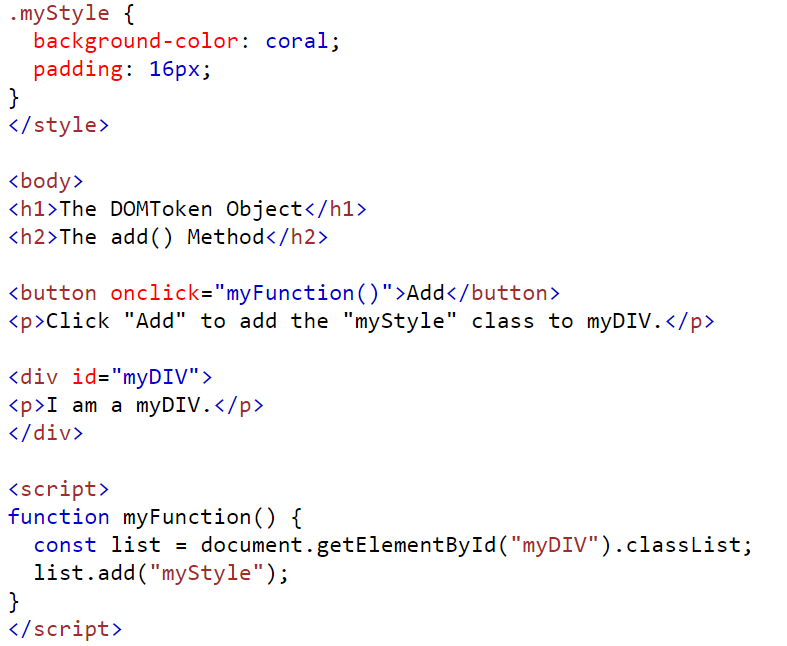 .myStyle {
  background-color: coral;
  padding: 16px;
}
</style>

<body>
<h1>The DOMToken Object</h1>
<h2>The add() Method</h2>

<button onclick="myFunction()">Add</button>
<p>Click "Add" to add the "myStyle" class to myDIV.</p>

<div id="myDIV">
<p>I am a myDIV.</p>
</div>

<script>
function myFunction() {
  const list = document.getElementById("myDIV").classList;
  list.add("myStyle");
}
</script>